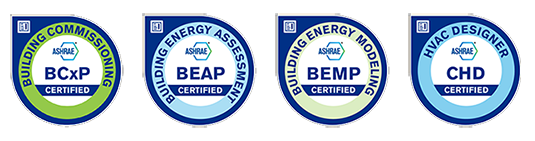 BUILDING COMMISSIONING
ASHRAE
BCxP
CERTIFIED
BUILDING ENERGY ASSESSMENT
ASHRAE
BEAP
CERTIFIED
BUILDING ENERGY MODELING
ASHRAE
BEMP
CERTIFIED
HVAC DESIGNER
ASHRAE
CHD
CERTIFIED